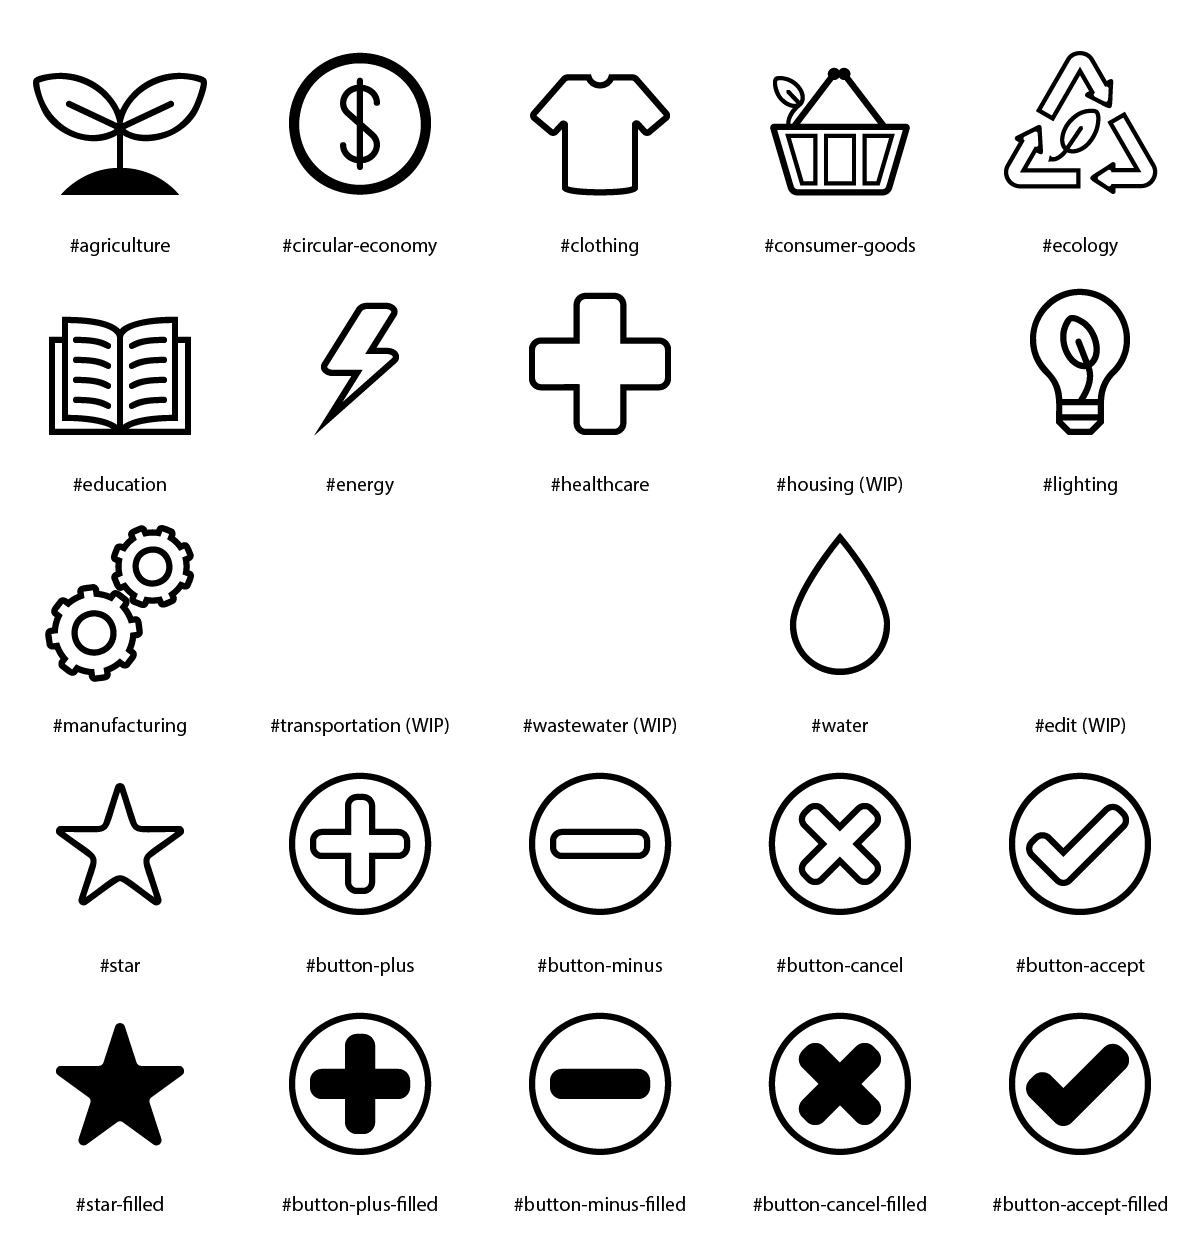 #agriculture
#circular-economy
#clothing
#consumer-goods
#ecology
#education
#energy
#healthcare
#housing (WIP)
#lighting
#manufacturing
#transportation (WIP)
#wastewater (WIP)
#water
#edit (WIP)
#star
#button-plus
#button-minus
#button-cancel
#button-accept
#star-filled
#button-plus-filled
#button-minus-filled
#button-cancel-filled
#button-accept-filled